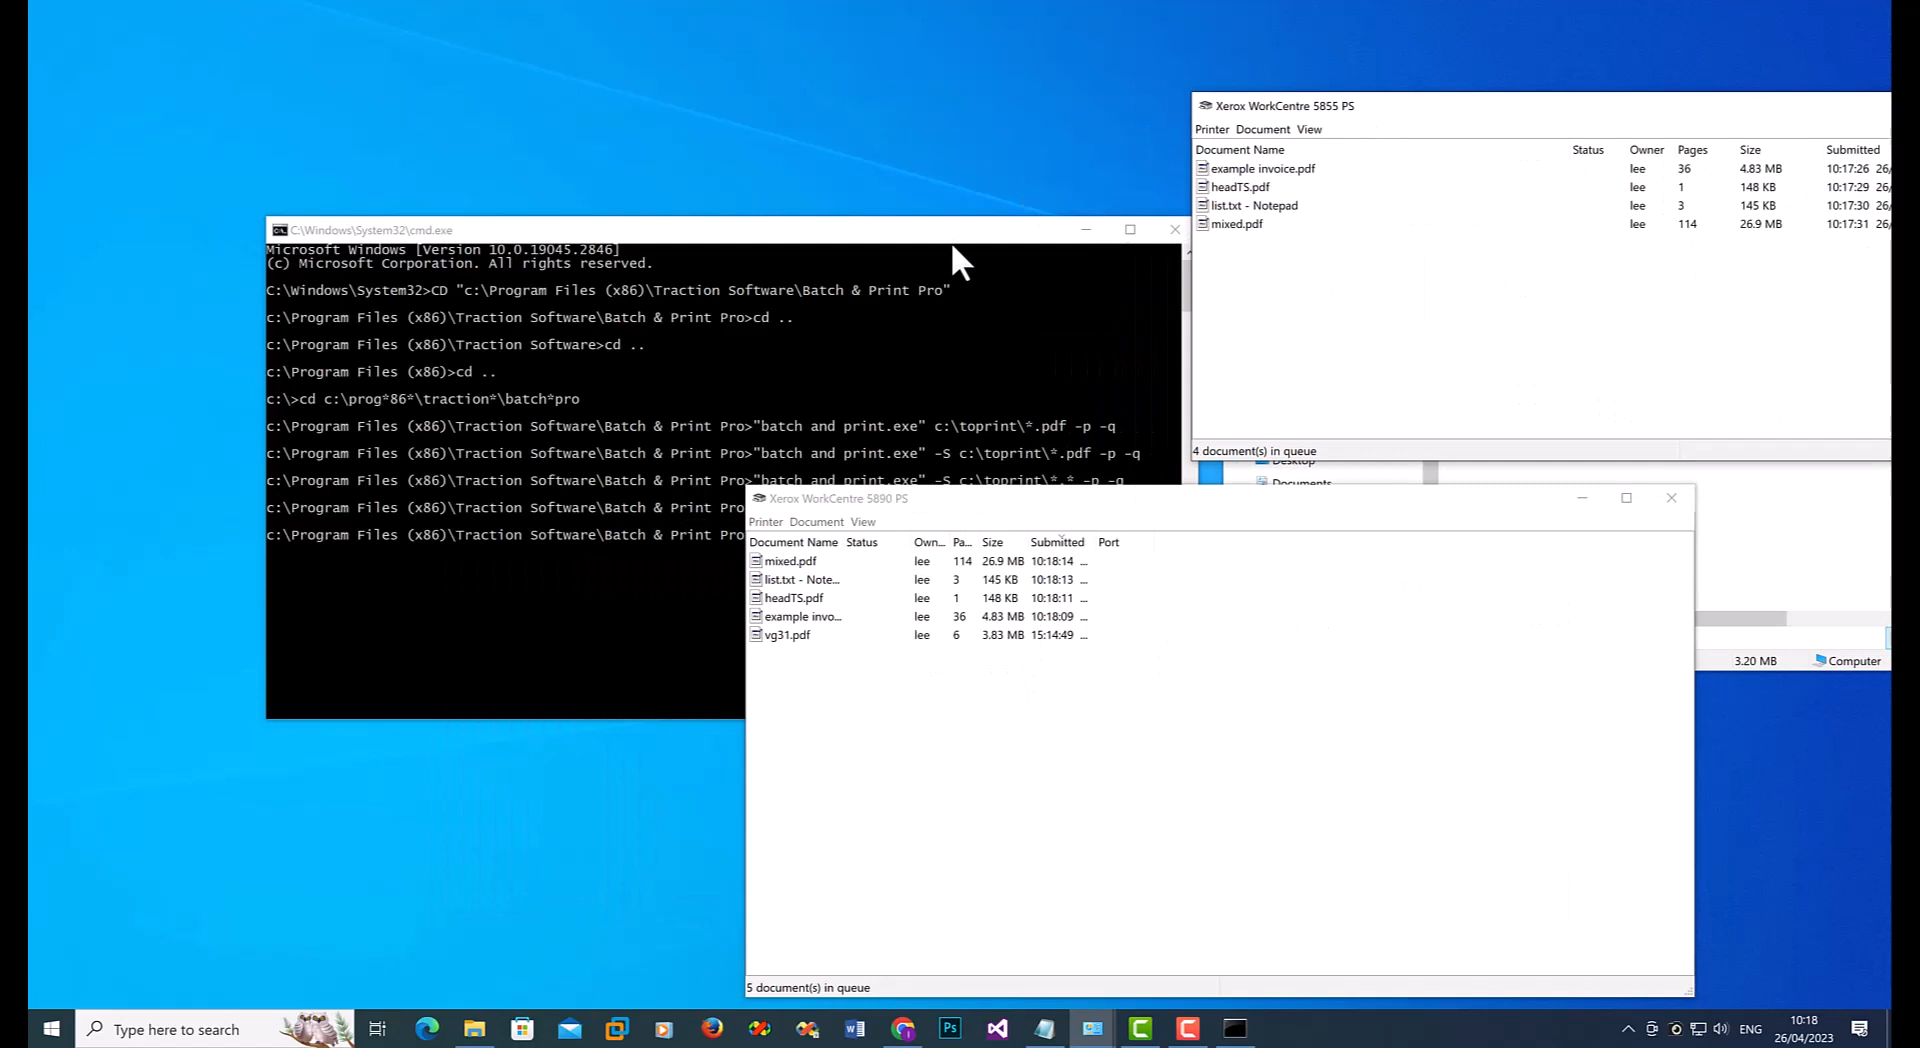 C:\Windows\System32\cmd.exe
Microsoft Windows [Version 10.0.19045.2846]
(c) Microsoft Corporation. All rights reserved.
C:\Windows\System32>CD "c:\Program Files (x86)\Traction Software\Batch & Print Pro"
c:\Program Files (x86)\Traction Software\Batch & Print Pro>cd ..
c:\Program Files (x86)\Traction Software>cd ..
c:\Program Files (x86)>cd ..
c:\>cd c:\prog*86*\traction*\batch*pro
c:\Program Files (x86)\Traction Software\Batch & Print Pro>"batch and print.exe" c:\toprint\*.pdf -p -q
c:\Program Files (x86)\Traction Software\Batch & Print Pro>"batch and print.exe" -S c:\toprint\*.pdf -p -q
c:\Program Files (x86)\Traction Software\Batch & Print Pro>"batch and print.exe" -S c:\toprint\*.* -p -q
c:\Program Files (x86)\Traction Software\Batch & Print Pro
c:\Program Files (x86)\Traction Software\Batch & Print Pro
Xerox WorkCentre 5855 PS
Printer Document View
Document Name Status Owner Pages Size Submitted
example invoice.pdf lee 36 4.83 MB 10:17:26 26/
headTS.pdf lee 1 148 KB 10:17:29 26/
list.txt - Notepad lee 3 145 KB 10:17:30 26/
mixed.pdf lee 114 26.9 MB 10:17:31 26/
4 document(s) in queue
Desktop
Documents
3.20 MB Computer
Xerox WorkCentre 5890 PS
Printer Document View
Document Name Status Own... Pa... Size Submitted Port
mixed.pdf lee 114 26.9 MB 10:18:14 ...
list.txt - Note... lee 3 145 KB 10:18:13 ...
headTS.pdf lee 1 148 KB 10:18:11 ...
example invo... lee 36 4.83 MB 10:18:09 ...
vg31.pdf lee 6 3.83 MB 15:14:49 ...
5 document(s) in queue
Type here to search
Ps
ENG
10:18
26/04/2023